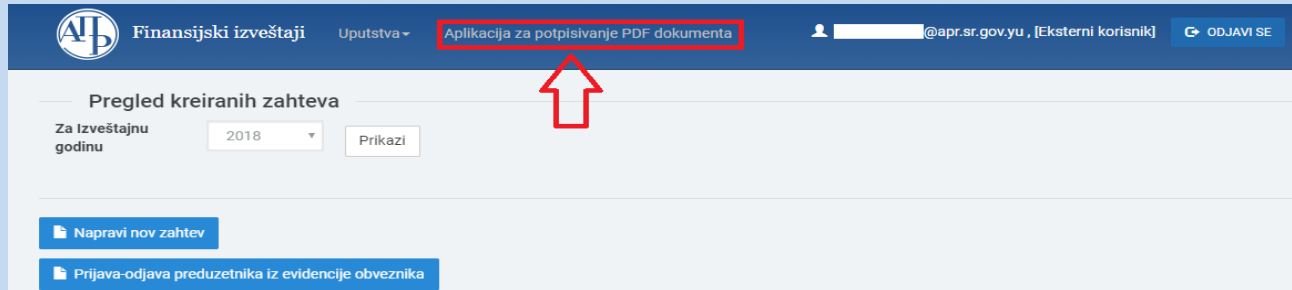 АПР Finansijski izveštaji Uputstva Aplikacija za potpisivanje PDF dokumenta @apr.sr.gov.yu , [Eksterni korisnik] ODJAVI SE
Pregled kreiranih zahteva
Za Izveštajnu godinu 2018 Prikazi
Napravi nov zahtev
Prijava-odjava preduzetnika iz evidencije obveznika